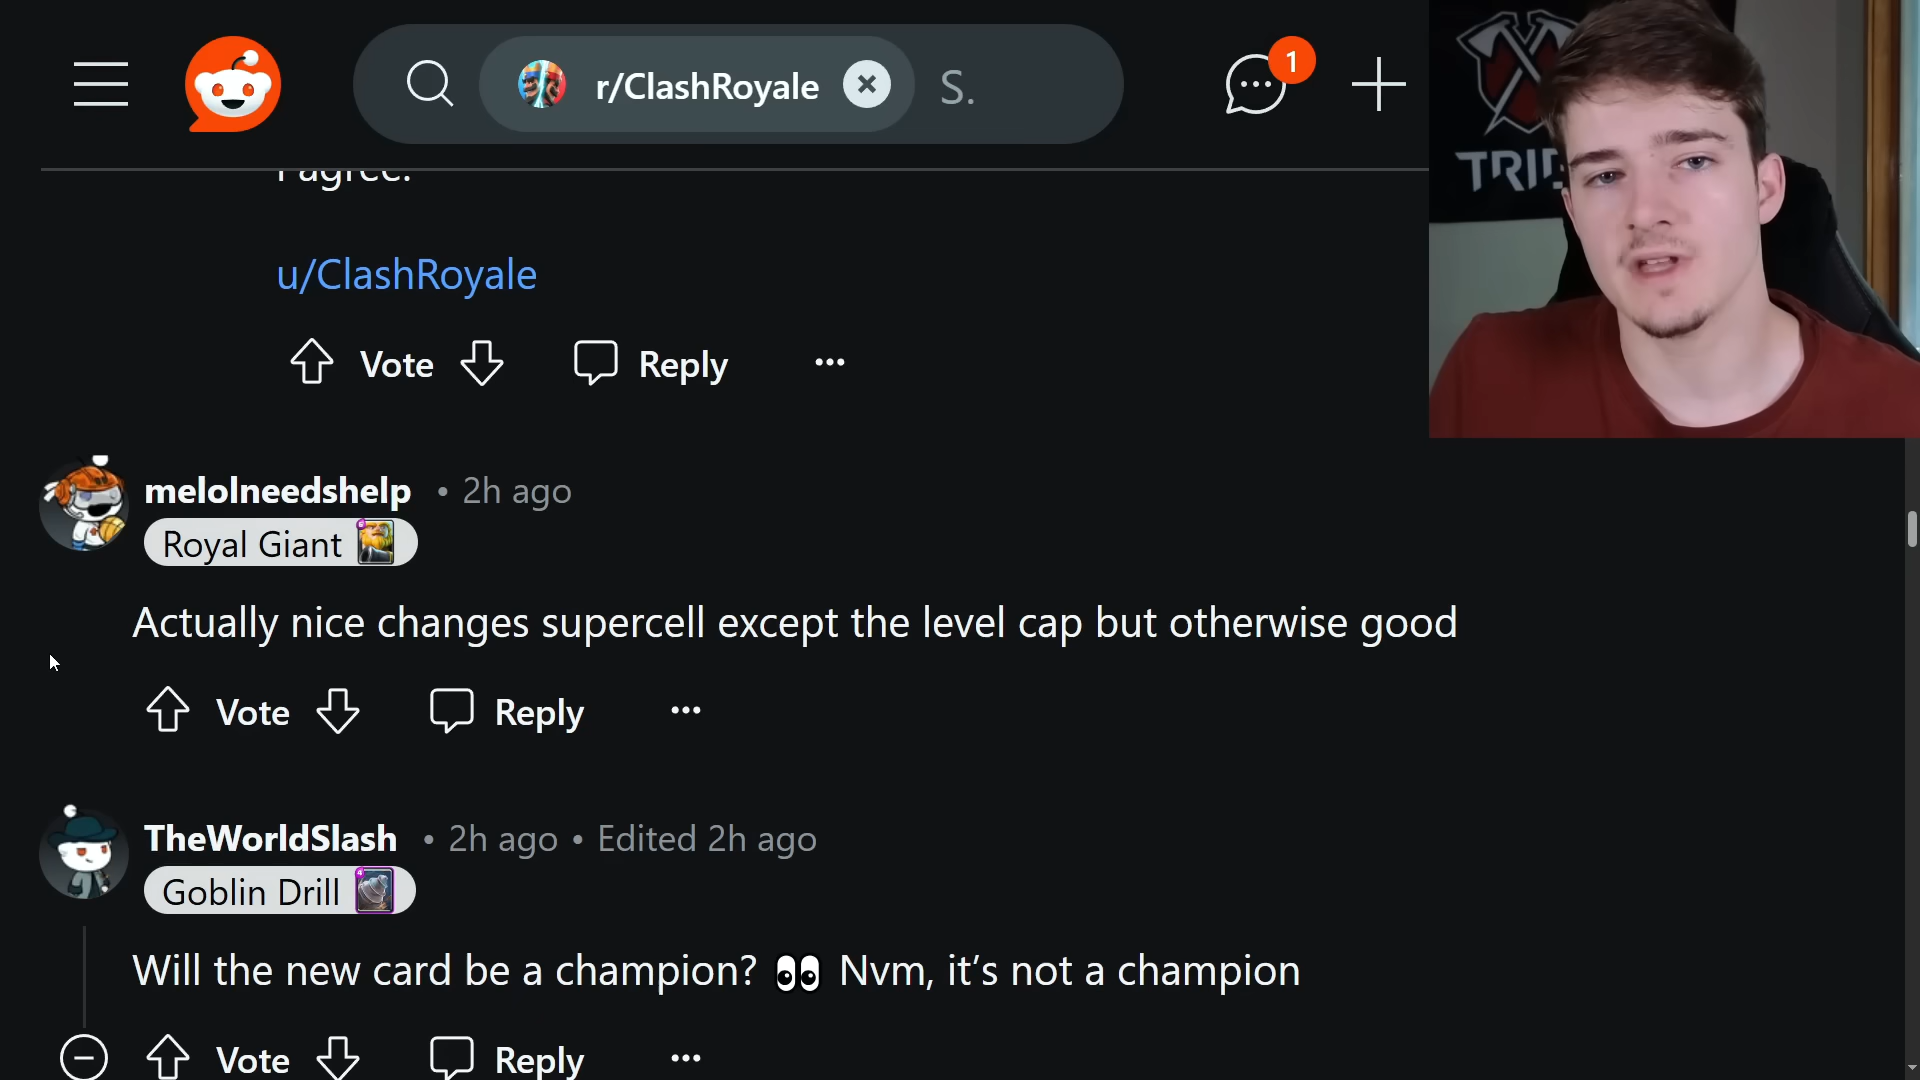 r/ClashRoyale
S.
1
I agree.
u/ClashRoyale
Vote
Reply
melolneedshelp • 2h ago
Royal Giant
Actually nice changes supercell except the level cap but otherwise good
Vote
Reply
TheWorldSlash • 2h ago • Edited 2h ago
Goblin Drill
Will the new card be a champion? 👀 Nvm, it’s not a champion
Vote
Reply